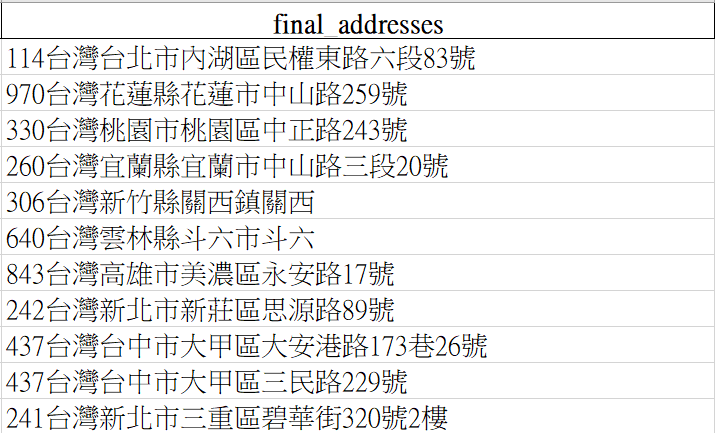 final_addresses
114台灣台北市內湖區民權東路六段83號
970台灣花蓮縣花蓮市中山路259號
330台灣桃園市桃園區中正路243號
260台灣宜蘭縣宜蘭市中山路三段20號
306台灣新竹縣關西鎮關西
640台灣雲林縣斗六市斗六
843台灣高雄市美濃區永安路17號
242台灣新北市新莊區思源路89號
437台灣台中市大甲區大安港路173巷26號
437台灣台中市大甲區三民路229號
241台灣新北市三重區碧華街320號2樓